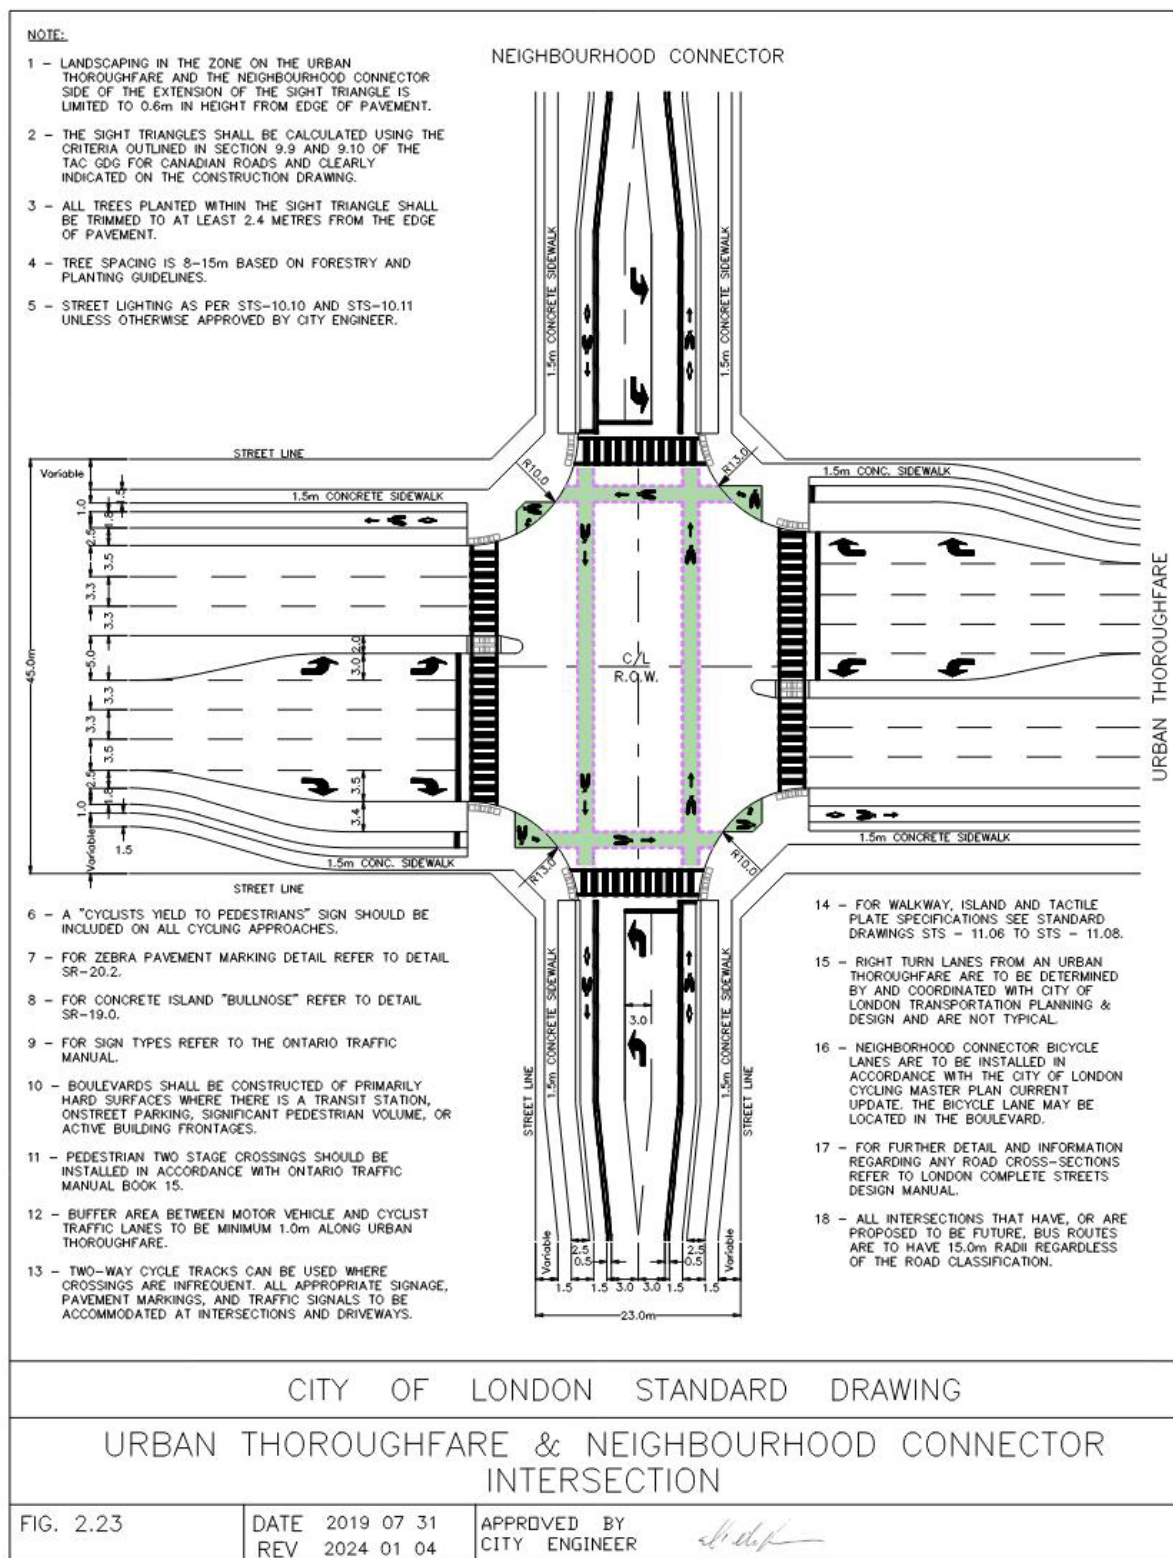 NOTE:
1 – LANDSCAPING IN THE ZONE ON THE URBAN
THOROUGHFARE AND THE NEIGHBOURHOOD CONNECTOR
SIDE OF THE EXTENSION OF THE SIGHT TRIANGLE IS
LIMITED TO 0.6m IN HEIGHT FROM EDGE OF PAVEMENT.
2 – THE SIGHT TRIANGLES SHALL BE CALCULATED USING THE
CRITERIA OUTLINED IN SECTION 9.9 AND 9.10 OF THE
TAC GDG FOR CANADIAN ROADS AND CLEARLY
INDICATED ON THE CONSTRUCTION DRAWING.
3 – ALL TREES PLANTED WITHIN THE SIGHT TRIANGLE SHALL
BE TRIMMED TO AT LEAST 2.4 METRES FROM THE EDGE
OF PAVEMENT.
4 – TREE SPACING IS 8–15m BASED ON FORESTRY AND
PLANTING GUIDELINES.
5 – STREET LIGHTING AS PER STS–10.10 AND STS–10.11
UNLESS OTHERWISE APPROVED BY CITY ENGINEER.
NEIGHBOURHOOD CONNECTOR
1.5m CONCRETE SIDEWALK
1.5m CONCRETE SIDEWALK
STREET LINE
Variable
1.5m CONCRETE SIDEWALK
R10.0
R13.0
1.5m CONC. SIDEWALK
1.5
1.0
1.8
2.5
3.5
3.3
3.3
5.0
2.0
3.0
3.3
3.3
3.5
2.5
1.8
1.0
1.5
3.5
3.4
Variable
45.0m
C/L
R.O.W.
URBAN THOROUGHFARE
1.5m CONC. SIDEWALK
R13.0
R10.0
1.5m CONCRETE SIDEWALK
STREET LINE
6 – A "CYCLISTS YIELD TO PEDESTRIANS" SIGN SHOULD BE
INCLUDED ON ALL CYCLING APPROACHES.
7 – FOR ZEBRA PAVEMENT MARKING DETAIL REFER TO DETAIL
SR–20.2.
8 – FOR CONCRETE ISLAND "BULLNOSE" REFER TO DETAIL
SR–19.0.
9 – FOR SIGN TYPES REFER TO THE ONTARIO TRAFFIC
MANUAL.
10 – BOULEVARDS SHALL BE CONSTRUCTED OF PRIMARILY
HARD SURFACES WHERE THERE IS A TRANSIT STATION,
ONSTREET PARKING, SIGNIFICANT PEDESTRIAN VOLUME, OR
ACTIVE BUILDING FRONTAGES.
11 – PEDESTRIAN TWO STAGE CROSSINGS SHOULD BE
INSTALLED IN ACCORDANCE WITH ONTARIO TRAFFIC
MANUAL BOOK 15.
12 – BUFFER AREA BETWEEN MOTOR VEHICLE AND CYCLIST
TRAFFIC LANES TO BE MINIMUM 1.0m ALONG URBAN
THOROUGHFARE.
13 – TWO–WAY CYCLE TRACKS CAN BE USED WHERE
CROSSINGS ARE INFREQUENT. ALL APPROPRIATE SIGNAGE,
PAVEMENT MARKINGS, AND TRAFFIC SIGNALS TO BE
ACCOMMODATED AT INTERSECTIONS AND DRIVEWAYS.
STREET LINE
1.5m CONCRETE SIDEWALK
3.0
1.5m CONCRETE SIDEWALK
STREET LINE
Variable
2.5
0.5
2.5
0.5
Variable
1.5
1.5
3.0
3.0
1.5
1.5
23.0m
14 – FOR WALKWAY, ISLAND AND TACTILE
PLATE SPECIFICATIONS SEE STANDARD
DRAWINGS STS – 11.06 TO STS – 11.08.
15 – RIGHT TURN LANES FROM AN URBAN
THOROUGHFARE ARE TO BE DETERMINED
BY AND COORDINATED WITH CITY OF
LONDON TRANSPORTATION PLANNING &
DESIGN AND ARE NOT TYPICAL.
16 – NEIGHBORHOOD CONNECTOR BICYCLE
LANES ARE TO BE INSTALLED IN
ACCORDANCE WITH THE CITY OF LONDON
CYCLING MASTER PLAN CURRENT
UPDATE. THE BICYCLE LANE MAY BE
LOCATED IN THE BOULEVARD.
17 – FOR FURTHER DETAIL AND INFORMATION
REGARDING ANY ROAD CROSS–SECTIONS
REFER TO LONDON COMPLETE STREETS
DESIGN MANUAL.
18 – ALL INTERSECTIONS THAT HAVE, OR ARE
PROPOSED TO BE FUTURE, BUS ROUTES
ARE TO HAVE 15.0m RADII REGARDLESS
OF THE ROAD CLASSIFICATION.
CITY OF LONDON STANDARD DRAWING
URBAN THOROUGHFARE & NEIGHBOURHOOD CONNECTOR
INTERSECTION
FIG. 2.23
DATE 2019 07 31
REV 2024 01 04
APPROVED BY
CITY ENGINEER